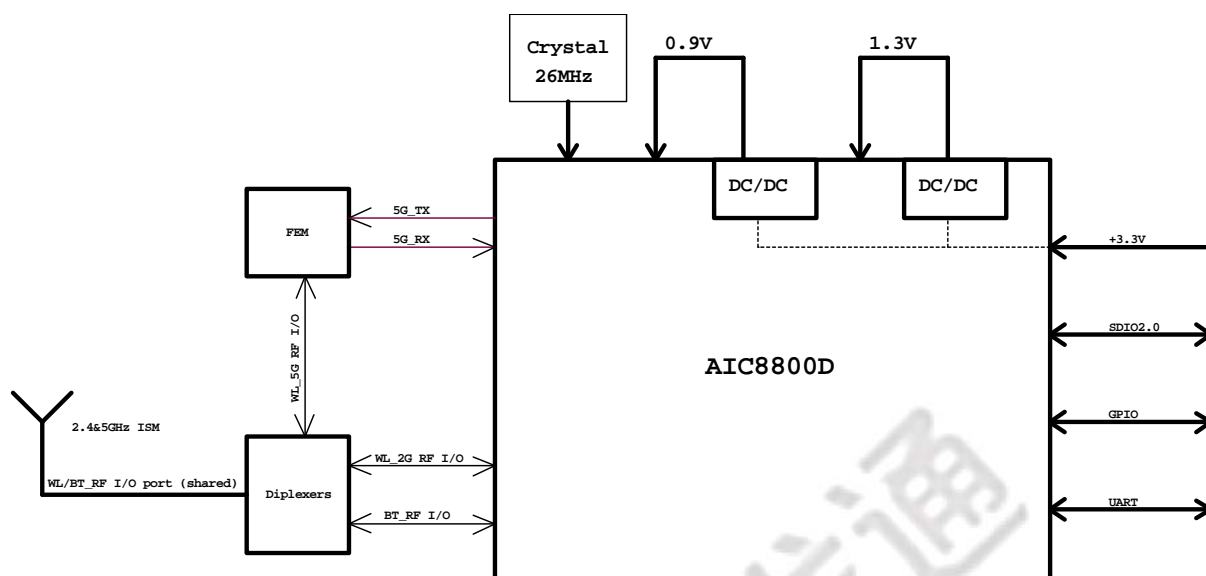 Crystal
26MHz
0.9V
1.3V
DC/DC
DC/DC
FEM
5G_TX
5G_RX
+3.3V
WL_5G RF I/O
SDIO2.0
AIC8800D
GPIO
2.4&5GHz ISM
WL_2G RF I/O
WL/BT_RF I/O port (shared)
Diplexers
BT_RF I/O
UART
通